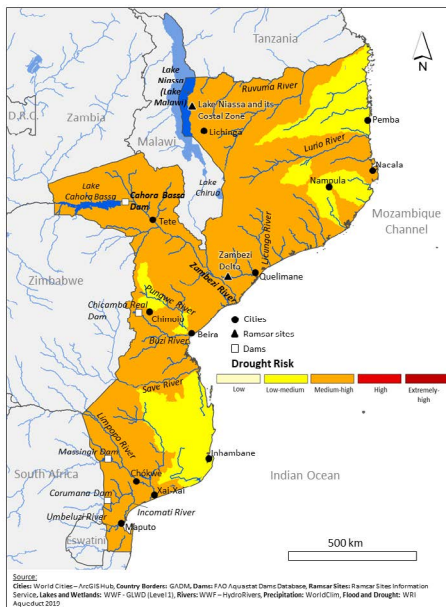 Tanzania
N
Lake
Niassa
(Lake
Malawi)
Ruvuma River
D.R.C.
Zambia
Lake Niassa and its
Costal Zone
Lichinga
Pemba
Malawi
Lurio River
Nacala
Lake
Cahora Bassa
Cahora Bassa
Dam
Lake
Chirua
Nampula
Tete
Mozambique
Channel
Zimbabwe
Zambezi River
Zambezi
Delta
Licungo River
Quelimane
Chicamba Real
Dam
Pungwe River
Chimoio
Buzi River
Beira
Cities
Ramsar sites
Dams
Drought Risk
Low
Low-medium
Medium-high
High
Extremely-
high
Save River
Limpopo River
Massingir Dam
Inhambane
South Africa
Chókwe
Indian Ocean
Corumana Dam
Xai-Xai
Incomati River
Umbeluzi River
Maputo
Eswatini
500 km
Source:
Cities: World Cities – ArcGIS Hub, Country Borders: GADM, Dams: FAO Aquastat Dams Database, Ramsar Sites: Ramsar Sites Information
Service, Lakes and Wetlands: WWF - GLWD (Level 1), Rivers: WWF – HydroRivers, Precipitation: WorldClim, Flood and Drought: WRI
Aqueduct 2019